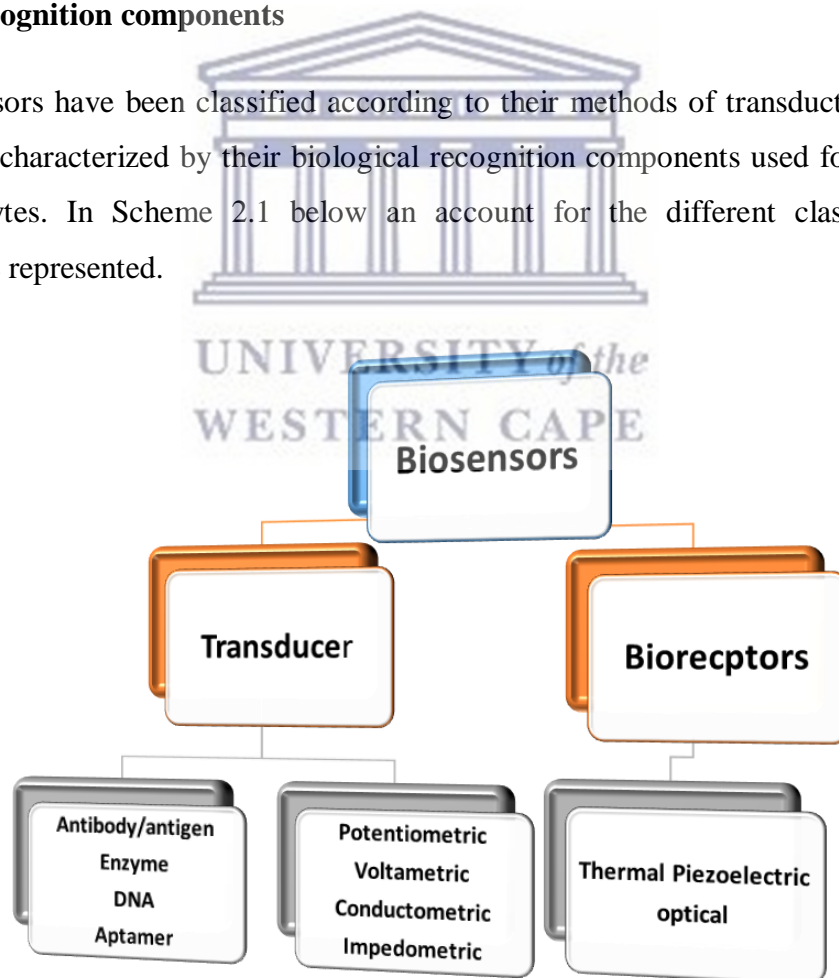 ognition components
sors have been classified according to their methods of transduct
characterized by their biological recognition components used fo
ytes. In Scheme 2.1 below an account for the different clas
represented.
UNIVERSITY of the
WESTERN CAPE
Biosensors
Transducer
Biorecptors
Antibody/antigen
Enzyme
DNA
Aptamer
Potentiometric
Voltametric
Conductometric
Impedometric
Thermal Piezoelectric
optical